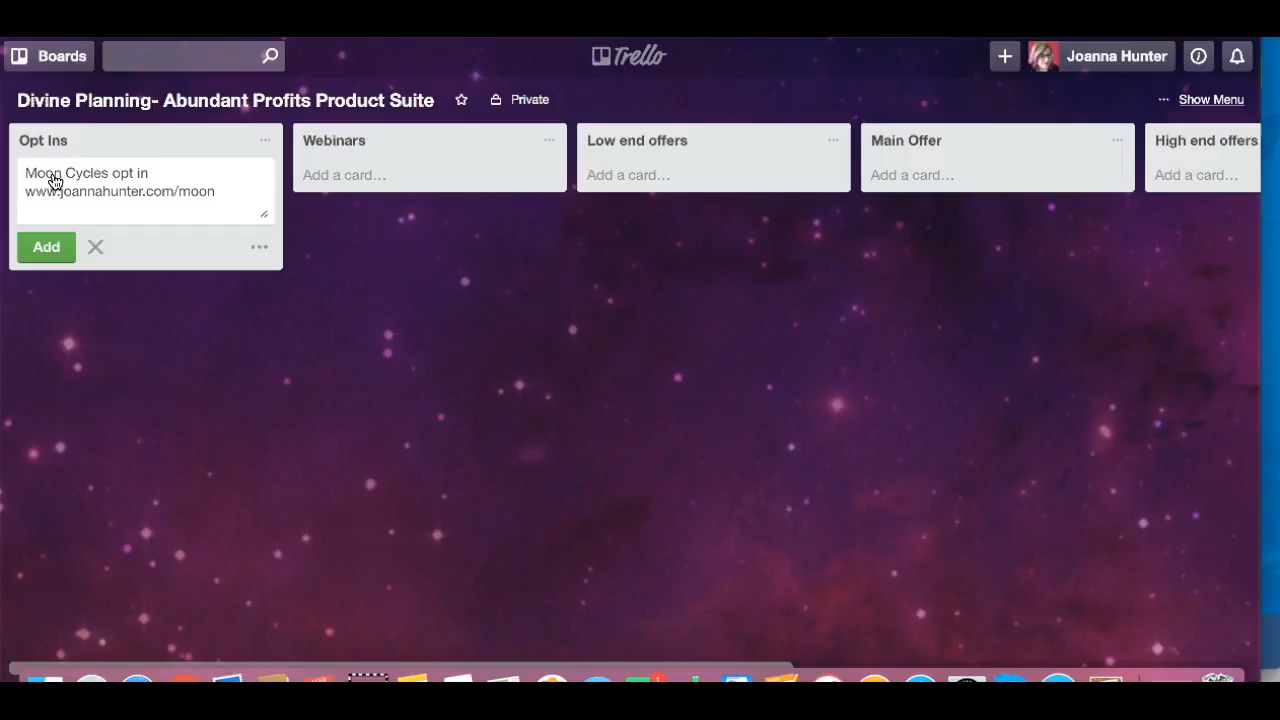 Boards
Trello
Joanna Hunter
Divine Planning- Abundant Profits Product Suite
Private
Show Menu
Opt Ins
Webinars
Low end offers
Main Offer
High end offers
Moon Cycles opt in
www.joannahunter.com/moon
Add a card...
Add a card...
Add a card...
Add a card...
Add